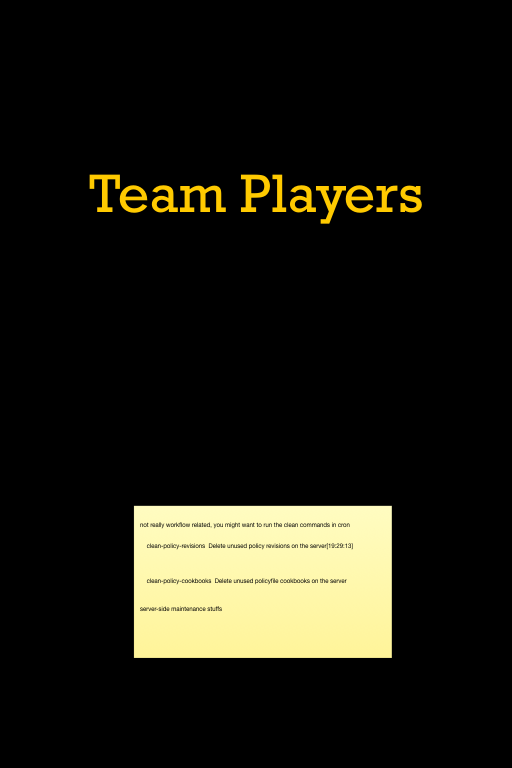 Team Players
not really workflow related, you might want to run the clean commands in cron
clean-policy-revisions  Delete unused policy revisions on the server[19:29:13]
clean-policy-cookbooks  Delete unused policyfile cookbooks on the server
server-side maintenance stuffs